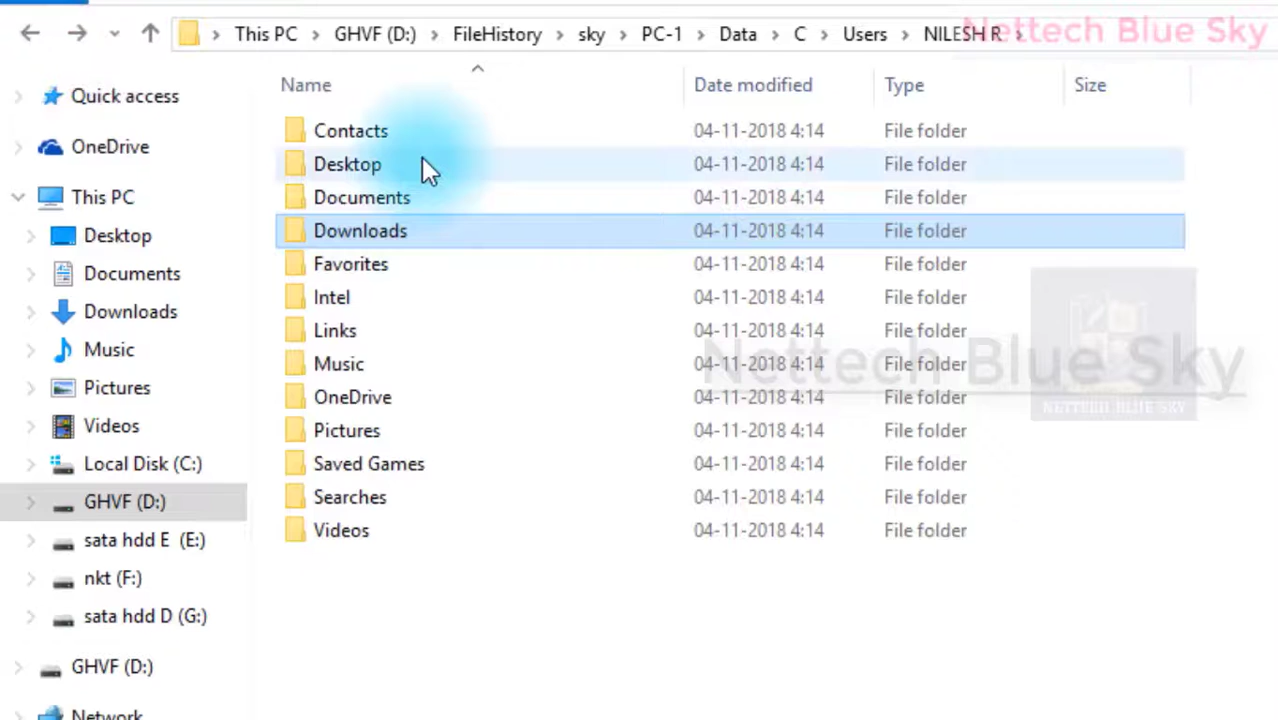 This PC GHVF (D:) FileHistory sky PC-1 Data C Users NILESH R
Nettech Blue Sky
Name Date modified Type Size
Quick access
OneDrive
This PC
Desktop
Documents
Downloads
Music
Pictures
Videos
Local Disk (C:)
GHVF (D:)
sata hdd E (E:)
nkt (F:)
sata hdd D (G:)
GHVF (D:)
Network
Contacts 04-11-2018 4:14 File folder
Desktop 04-11-2018 4:14 File folder
Documents 04-11-2018 4:14 File folder
Downloads 04-11-2018 4:14 File folder
Favorites 04-11-2018 4:14 File folder
Intel 04-11-2018 4:14 File folder
Links 04-11-2018 4:14 File folder
Music 04-11-2018 4:14 File folder
OneDrive 04-11-2018 4:14 File folder
Pictures 04-11-2018 4:14 File folder
Saved Games 04-11-2018 4:14 File folder
Searches 04-11-2018 4:14 File folder
Videos 04-11-2018 4:14 File folder
Nettech Blue Sky
NETTECH BLUE SKY